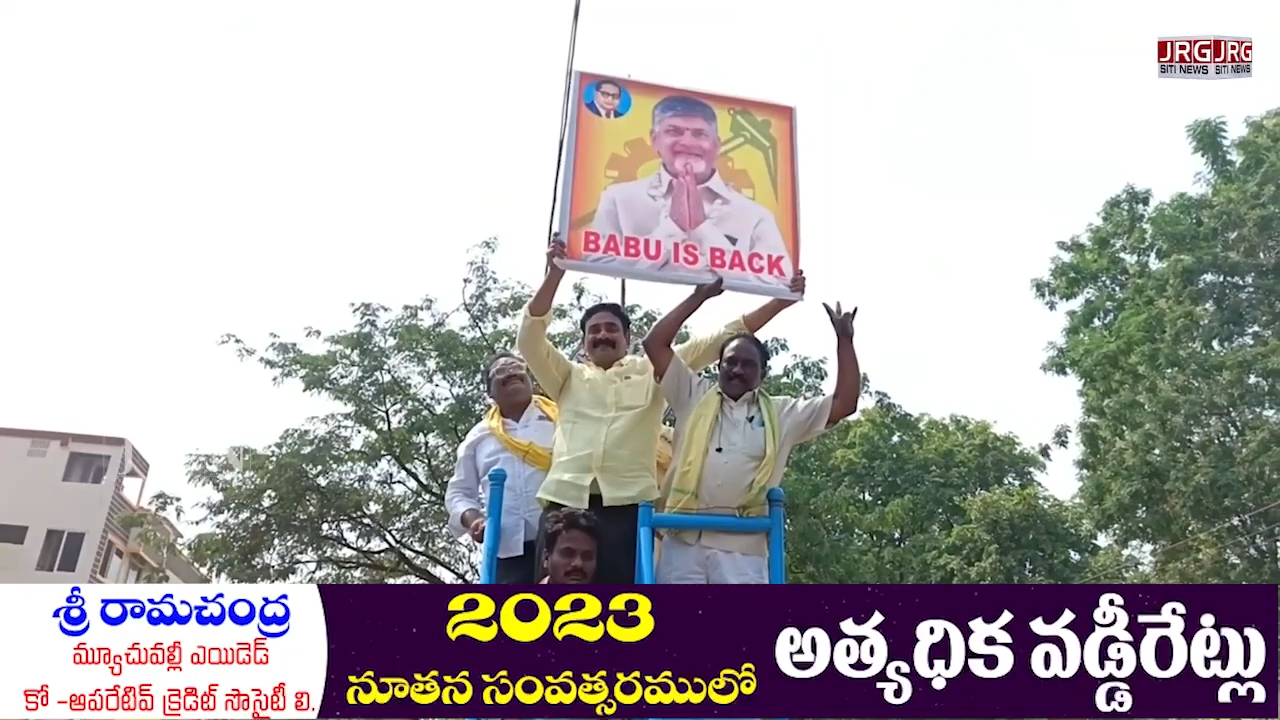 JRG JRG
SITI NEWS SITI NEWS
BABU IS BACK
శ్రీ రామచంద్ర
మ్యూచువల్లీ ఎయిడెడ్
కో -ఆపరేటివ్ క్రెడిట్ సొసైటీ లి.
2023
నూతన సంవత్సరములో
అత్యధిక వడ్డీరేట్లు